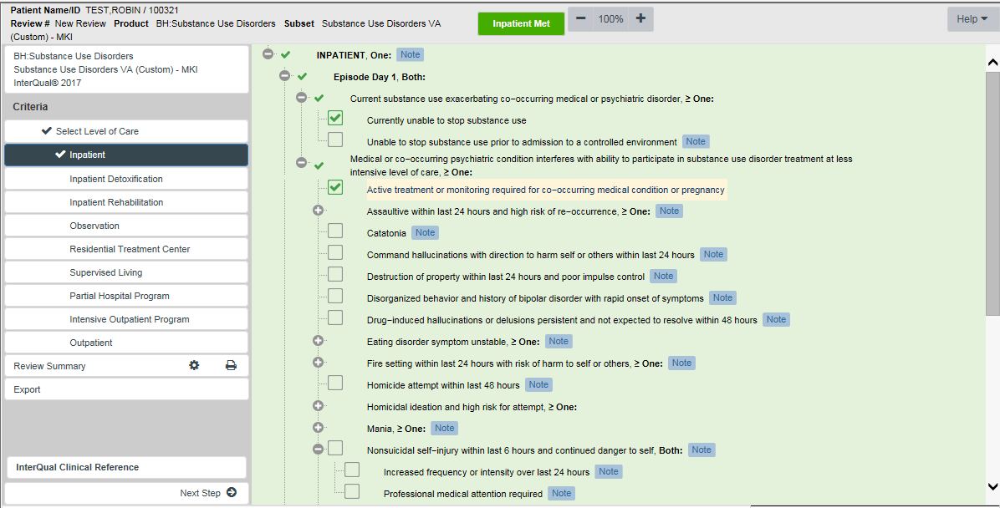 Patient Name/ID TEST,ROBIN / 100321
Review # New Review Product BH:Substance Use Disorders Subset Substance Use Disorders VA
(Custom) - MKI
Inpatient Met
100%
Help
BH:Substance Use Disorders
Substance Use Disorders VA (Custom) - MKI
InterQual® 2017
Criteria
Select Level of Care
Inpatient
Inpatient Detoxification
Inpatient Rehabilitation
Observation
Residential Treatment Center
Supervised Living
Partial Hospital Program
Intensive Outpatient Program
Outpatient
Review Summary
Export
InterQual Clinical Reference
Next Step
INPATIENT, One: Note
Episode Day 1, Both:
Current substance use exacerbating co-occurring medical or psychiatric disorder, ≥ One:
Currently unable to stop substance use
Unable to stop substance use prior to admission to a controlled environment Note
Medical or co-occurring psychiatric condition interferes with ability to participate in substance use disorder treatment at less
intensive level of care, ≥ One:
Active treatment or monitoring required for co-occurring medical condition or pregnancy
Assaultive within last 24 hours and high risk of re-occurrence, ≥ One: Note
Catatonia Note
Command hallucinations with direction to harm self or others within last 24 hours Note
Destruction of property within last 24 hours and poor impulse control Note
Disorganized behavior and history of bipolar disorder with rapid onset of symptoms Note
Drug-induced hallucinations or delusions persistent and not expected to resolve within 48 hours Note
Eating disorder symptom unstable, ≥ One: Note
Fire setting within last 24 hours with risk of harm to self or others, ≥ One: Note
Homicide attempt within last 48 hours Note
Homicidal ideation and high risk for attempt, ≥ One:
Mania, ≥ One: Note
Nonsuicidal self-injury within last 6 hours and continued danger to self, Both: Note
Increased frequency or intensity over last 24 hours Note
Professional medical attention required Note